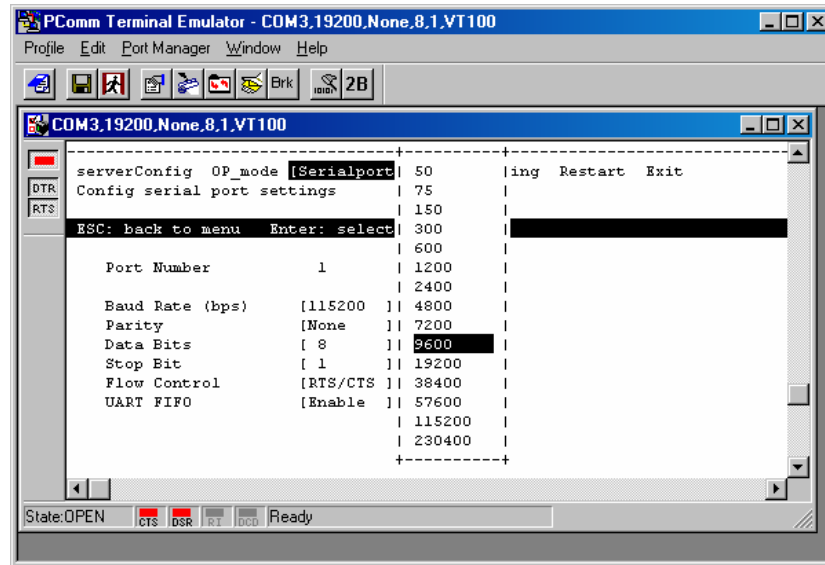 PComm Terminal Emulator - COM3,19200,None,8,1,VT100
Profile Edit Port Manager Window Help
Brk 2B
COM3,19200,None,8,1,VT100
DTR
RTS
----------------------------------+----------+-----------------------------
serverConfig OP_mode [Serialport| 50 |ing Restart Exit
Config serial port settings | 75 |
| 150 |
ESC: back to menu Enter: select| 300 |
| 600 |
Port Number 1 | 1200 |
| 2400 |
Baud Rate (bps) [115200 ]| 4800 |
Parity [None ]| 7200 |
Data Bits [ 8 ]| 9600 |
Stop Bit [ 1 ]| 19200 |
Flow Control [RTS/CTS ]| 38400 |
UART FIFO [Enable ]| 57600 |
| 115200 |
| 230400 |
+----------+
State:OPEN CTS DSR RI DCD Ready